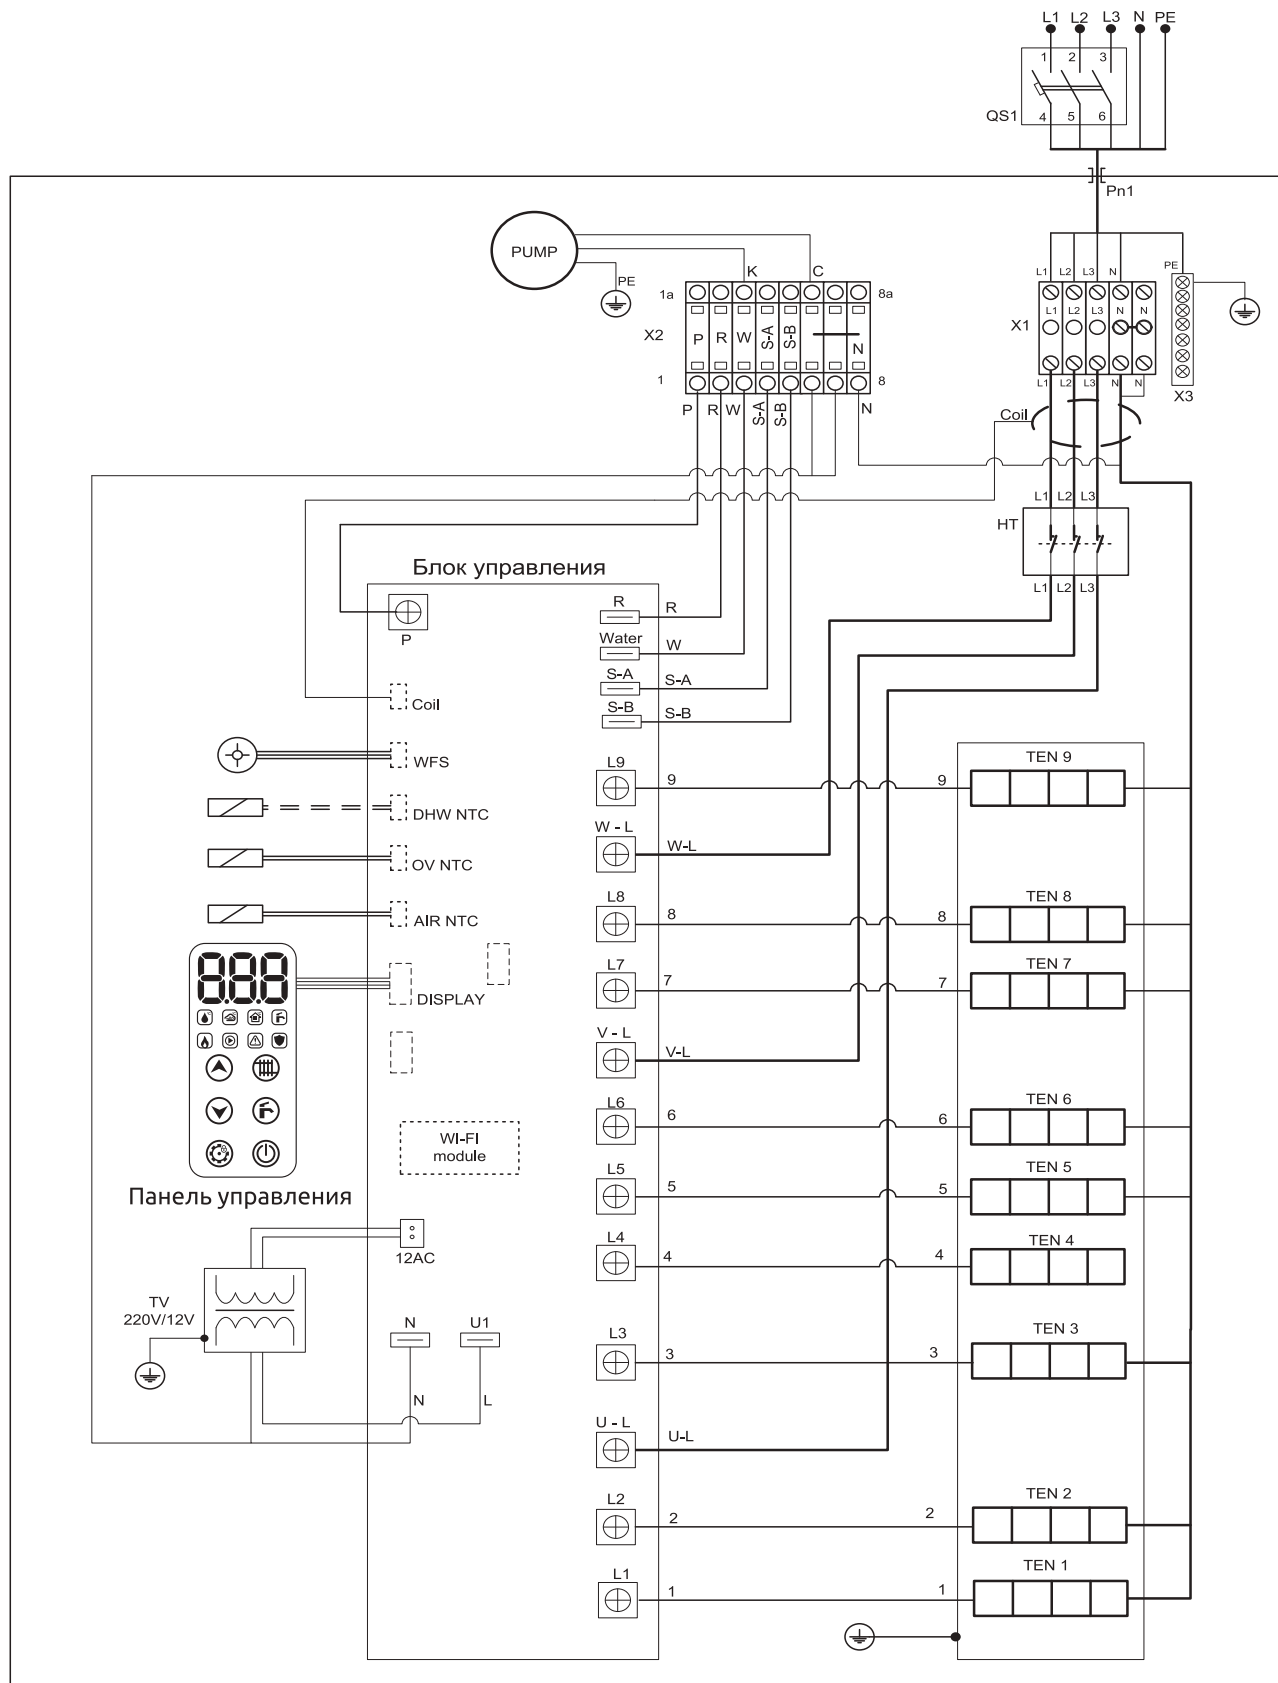 L1 L2 L3 N PE
1 2 3
QS1
4 5 6
Pn1
PUMP
PE
K C
1a 8a
X2
P R W S-A S-B N
1 8
P R W S-A S-B N
PE
L1 L2 L3 N
X1
L1 L2 L3 N N
L1 L2 L3 N N
X3
Coil
L1 L2 L3
HT
L1 L2 L3
Блок управления
P
R R
Water W
S-A S-A
S-B S-B
Coil
WFS
DHW NTC
OV NTC
AIR NTC
DISPLAY
8.8.8
WI-FI
module
Панель управления
12AC
TV
220V/12V
N U1
N L
L9 9 9 TEN 9
W - L W-L
L8 8 8 TEN 8
L7 7 7 TEN 7
V - L V-L
L6 6 6 TEN 6
L5 5 5 TEN 5
L4 4 4 TEN 4
L3 3 3 TEN 3
U - L U-L
L2 2 2 TEN 2
L1 1 1 TEN 1